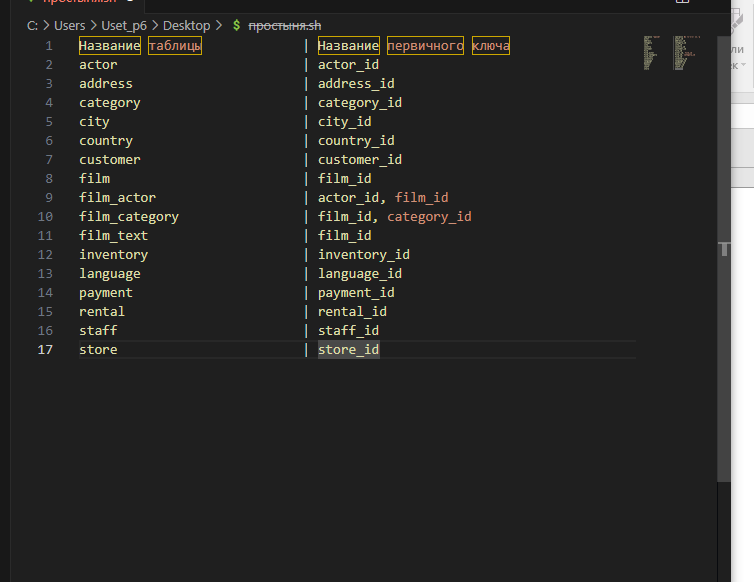 C: > Users > Uset_p6 > Desktop > $ простыня.sh
1 Название таблицы | Название первичного ключа
2 actor | actor_id
3 address | address_id
4 category | category_id
5 city | city_id
6 country | country_id
7 customer | customer_id
8 film | film_id
9 film_actor | actor_id, film_id
10 film_category | film_id, category_id
11 film_text | film_id
12 inventory | inventory_id
13 language | language_id
14 payment | payment_id
15 rental | rental_id
16 staff | staff_id
17 store | store_id